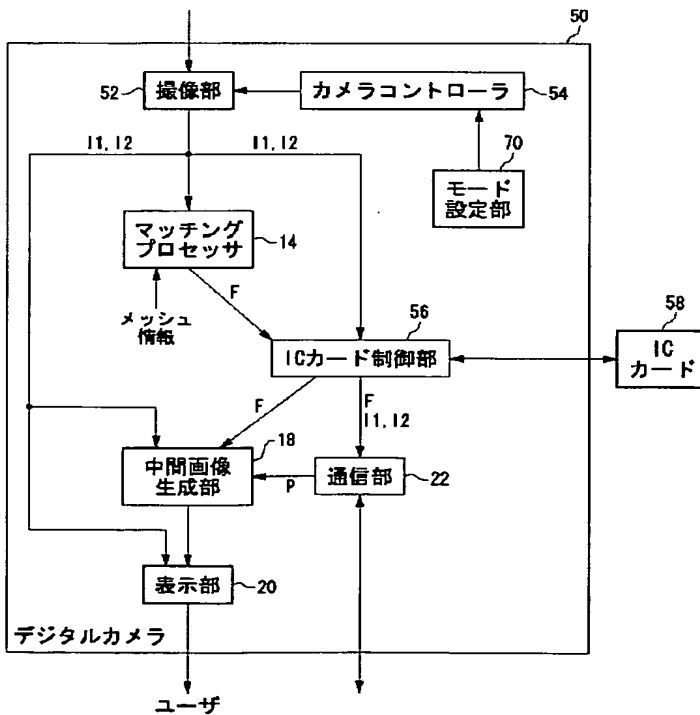 50
52
撮像部
カメラコントローラ
54
I1, I2
I1, I2
70
モード
設定部
マッチング
プロセッサ
14
F
メッシュ
情報
56
ICカード制御部
58
IC
カード
F
F
I1, I2
18
中間画像
生成部
P
通信部
22
表示部
20
デジタルカメラ
ユーザ